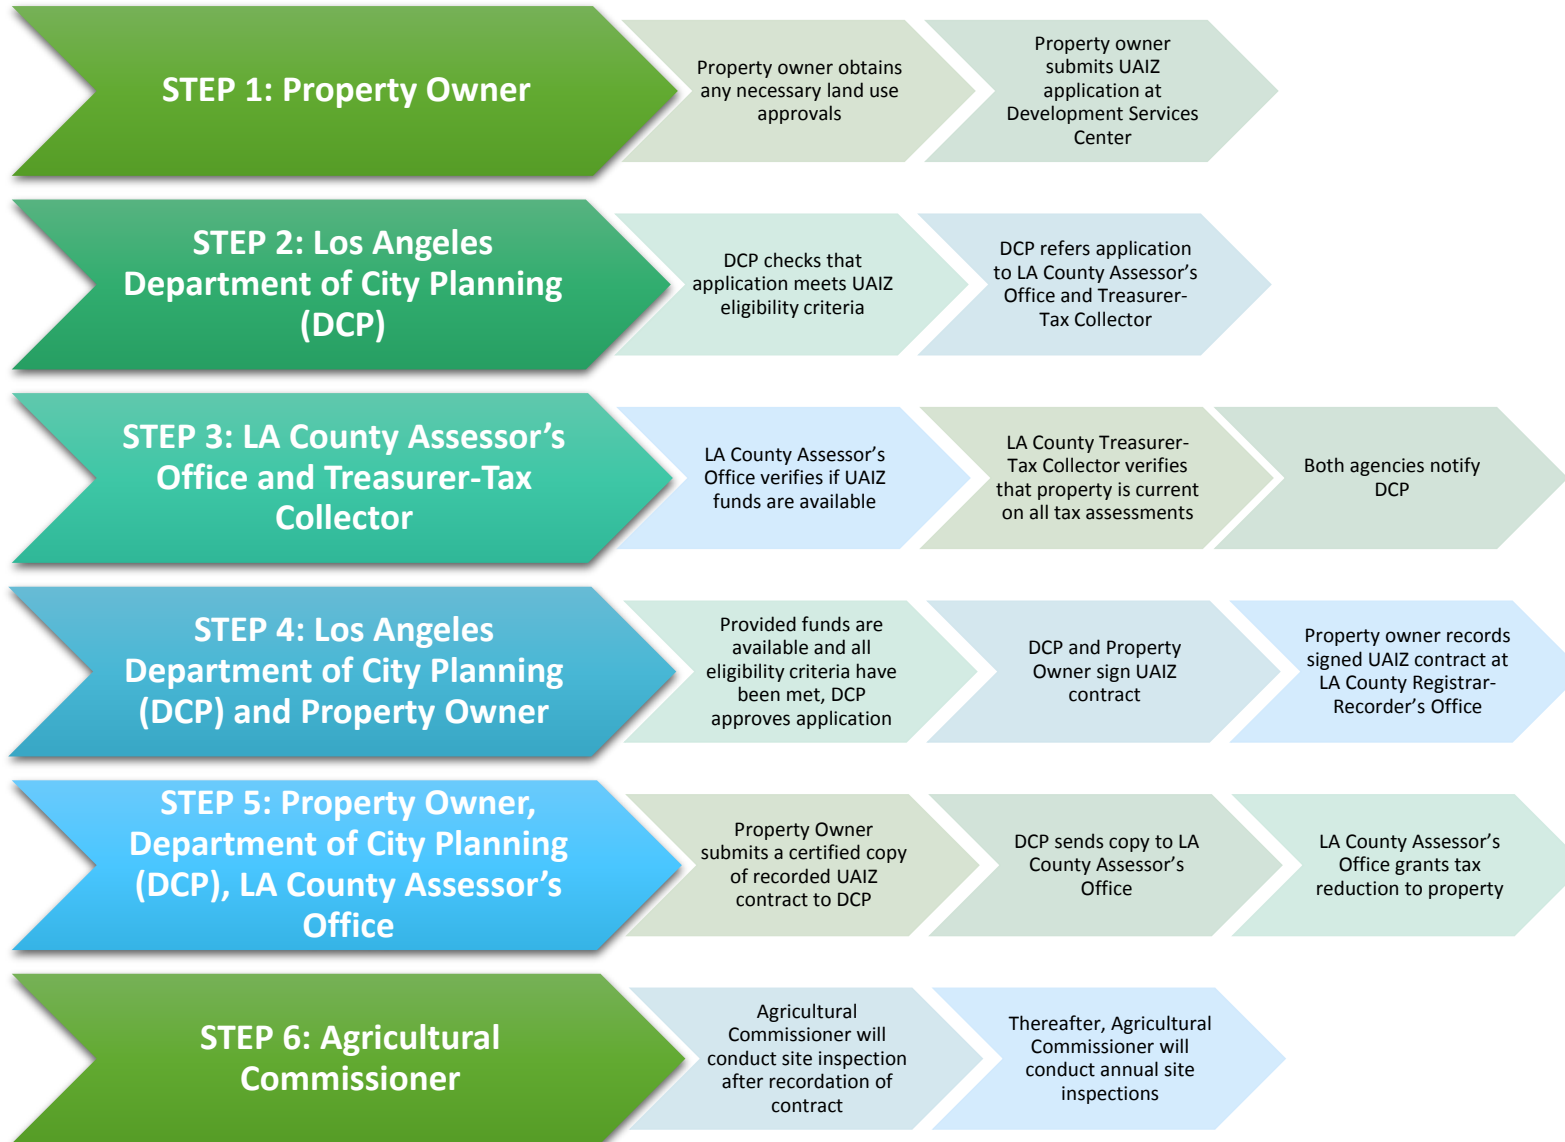 STEP 1: Property Owner
Property owner obtains
any necessary land use
approvals
Property owner
submits UAIZ
application at
Development Services
Center
STEP 2: Los Angeles
Department of City Planning
(DCP)
DCP checks that
application meets UAIZ
eligibility criteria
DCP refers application
to LA County Assessor’s
Office and Treasurer-
Tax Collector
STEP 3: LA County Assessor’s
Office and Treasurer-Tax
Collector
LA County Assessor’s
Office verifies if UAIZ
funds are available
LA County Treasurer-
Tax Collector verifies
that property is current
on all tax assessments
Both agencies notify
DCP
STEP 4: Los Angeles
Department of City Planning
(DCP) and Property Owner
Provided funds are
available and all
eligibility criteria have
been met, DCP
approves application
DCP and Property
Owner sign UAIZ
contract
Property owner records
signed UAIZ contract at
LA County Registrar-
Recorder’s Office
STEP 5: Property Owner,
Department of City Planning
(DCP), LA County Assessor’s
Office
Property Owner
submits a certified copy
of recorded UAIZ
contract to DCP
DCP sends copy to LA
County Assessor’s
Office
LA County Assessor’s
Office grants tax
reduction to property
STEP 6: Agricultural
Commissioner
Agricultural
Commissioner will
conduct site inspection
after recordation of
contract
Thereafter, Agricultural
Commissioner will
conduct annual site
inspections